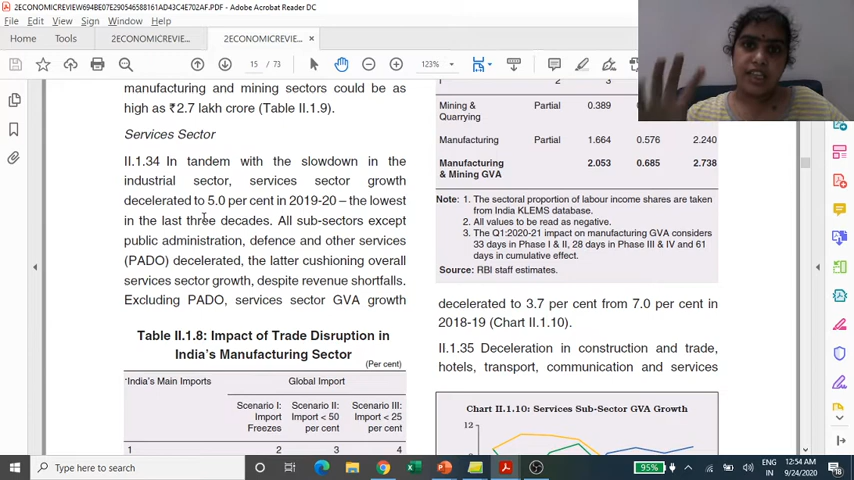 2ECONOMICREVIEW694BE07E290546588161AD43C4E702AF.PDF - Adobe Acrobat Reader DC
File Edit View Sign Window Help
Home Tools 2ECONOMICREVIE... 2ECONOMICREVIE... ×
15 / 73 123%
manufacturing and mining sectors could be as
high as ₹2.7 lakh crore (Table II.1.9).
Services Sector
II.1.34 In tandem with the slowdown in the
industrial sector, services sector growth
decelerated to 5.0 per cent in 2019-20 – the lowest
in the last three decades. All sub-sectors except
public administration, defence and other services
(PADO) decelerated, the latter cushioning overall
services sector growth, despite revenue shortfalls.
Excluding PADO, services sector GVA growth
Table II.1.8: Impact of Trade Disruption in
India's Manufacturing Sector
(Per cent)
India's Main Imports Global Import
Scenario I: Scenario II: Scenario III:
Import Import < 50 Import < 25
Freezes per cent per cent
1 2 3 4
1 2 3
Mining & Partial 0.389
Quarrying
Manufacturing Partial 1.664 0.576 2.240
Manufacturing 2.053 0.685 2.738
& Mining GVA
Note: 1. The sectoral proportion of labour income shares are taken
from India KLEMS database.
2. All values to be read as negative.
3. The Q1:2020-21 impact on manufacturing GVA considers
33 days in Phase I & II, 28 days in Phase III & IV and 61
days in cumulative effect.
Source: RBI staff estimates.
decelerated to 3.7 per cent from 7.0 per cent in
2018-19 (Chart II.1.10).
II.1.35 Deceleration in construction and trade,
hotels, transport, communication and services
Chart II.1.10: Services Sub-Sector GVA Growth
12
Type here to search
95%
ENG
IN
12:54 AM
9/24/2020
18